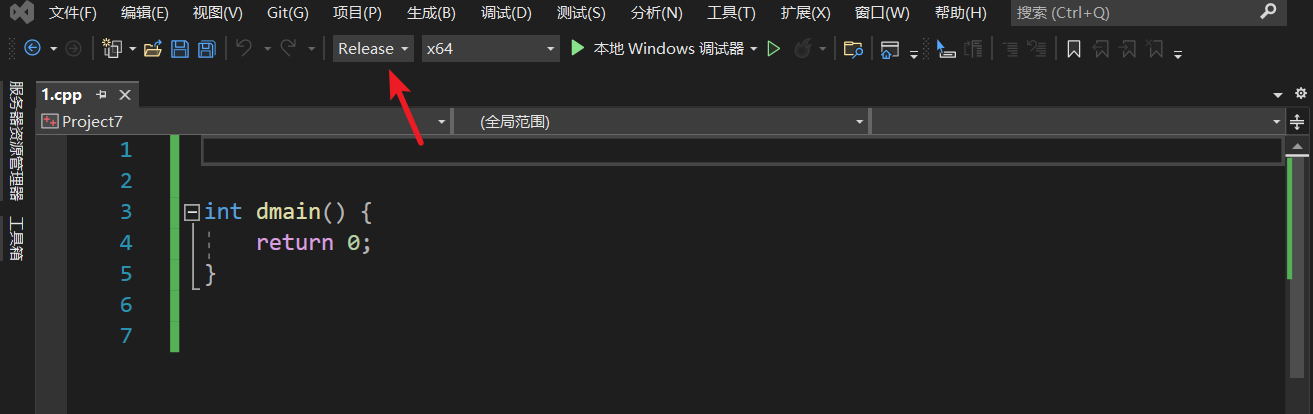 文件(F) 编辑(E) 视图(V) Git(G) 项目(P) 生成(B) 调试(D) 测试(S) 分析(N) 工具(T) 扩展(X) 窗口(W) 帮助(H) 搜索 (Ctrl+Q)
Release x64 本地 Windows 调试器
服务器资源管理器
工具箱
1.cpp
Project7 (全局范围)
1
2
3 int dmain() {
4 return 0;
5 }
6
7